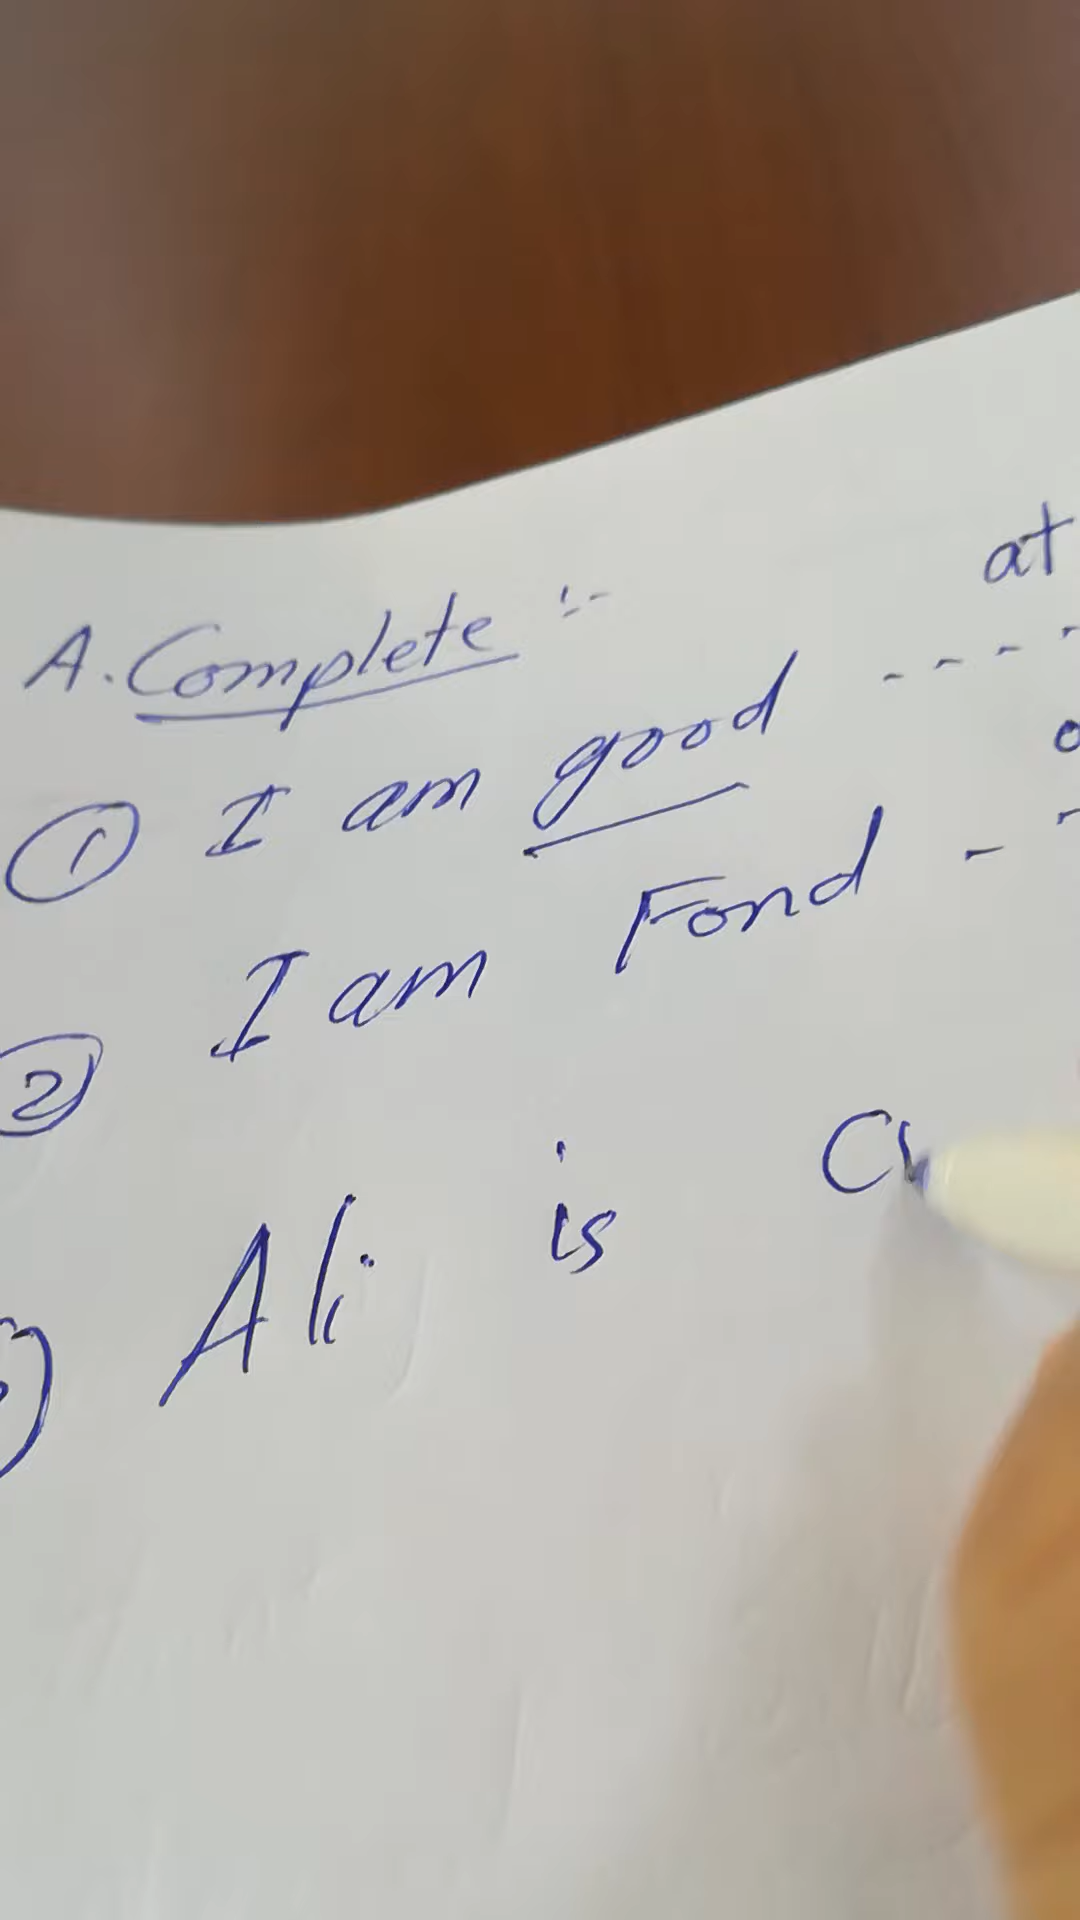 A. Complete :-
at
① I am good - - - -
② I am Fond - -
Ali is